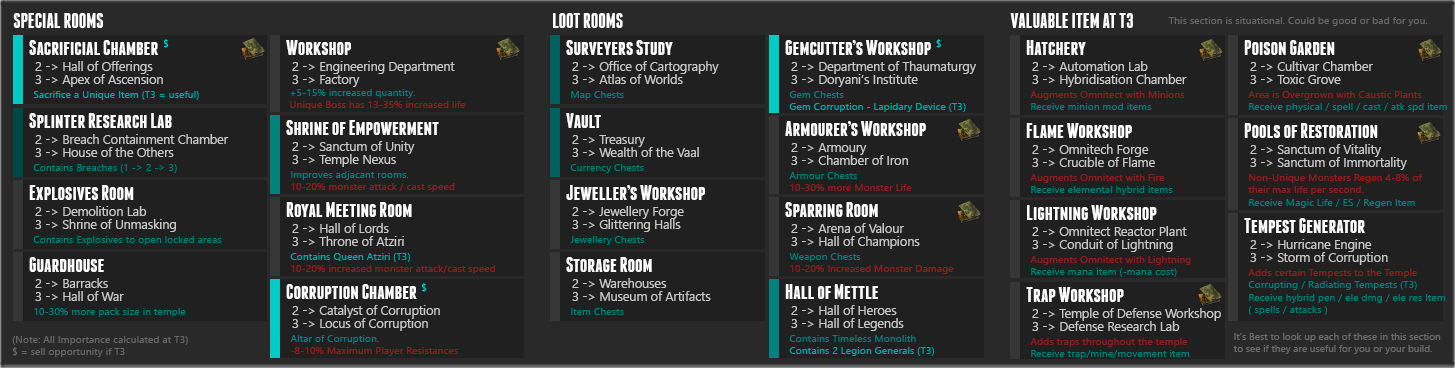 SPECIAL ROOMS
SACRIFICIAL CHAMBER $
2 -> Hall of Offerings
3 -> Apex of Ascension
Sacrifice a Unique Item (T3 = useful)
SPLINTER RESEARCH LAB
2 -> Breach Containment Chamber
3 -> House of the Others
Contains Breaches (1 -> 2 -> 3)
EXPLOSIVES ROOM
2 -> Demolition Lab
3 -> Shrine of Unmasking
Contains Explosives to open locked areas
GUARDHOUSE
2 -> Barracks
3 -> Hall of War
10-30% more pack size in temple
(Note: All Importance calculated at T3)
$ = sell opportunity if T3
WORKSHOP
2 -> Engineering Department
3 -> Factory
+5-15% increased quantity.
Unique Boss has 13-35% increased life
SHRINE OF EMPOWERMENT
2 -> Sanctum of Unity
3 -> Temple Nexus
Improves adjacant rooms.
10-20% monster attack / cast speed
ROYAL MEETING ROOM
2 -> Hall of Lords
3 -> Throne of Atziri
Contains Queen Atziri (T3)
10-20% increased monster attack/cast speed
CORRUPTION CHAMBER $
2 -> Catalyst of Corruption
3 -> Locus of Corruption
Altar of Corruption.
-8-10% Maximum Player Resistances
LOOT ROOMS
SURVEYERS STUDY
2 -> Office of Cartography
3 -> Atlas of Worlds
Map Chests
VAULT
2 -> Treasury
3 -> Wealth of the Vaal
Currency Chests
JEWELLER'S WORKSHOP
2 -> Jewellery Forge
3 -> Glittering Halls
Jewellery Chests
STORAGE ROOM
2 -> Warehouses
3 -> Museum of Artifacts
Item Chests
GEMCUTTER'S WORKSHOP $
2 -> Department of Thaumaturgy
3 -> Doryani's Institute
Gem Chests
Gem Corruption - Lapidary Device (T3)
ARMOURER'S WORKSHOP
2 -> Armoury
3 -> Chamber of Iron
Armour Chests
10-30% more Monster Life
SPARRING ROOM
2 -> Arena of Valour
3 -> Hall of Champions
Weapon Chests
10-20% Increased Monster Damage
HALL OF METTLE
2 -> Hall of Heroes
3 -> Hall of Legends
Contains Timeless Monolith
Contains 2 Legion Generals (T3)
VALUABLE ITEM AT T3
This section is situational. Could be good or bad for you.
HATCHERY
2 -> Automation Lab
3 -> Hybridisation Chamber
Augments Omnitect with Minions
Receive minion mod items
FLAME WORKSHOP
2 -> Omnitech Forge
3 -> Crucible of Flame
Augments Omnitect with Fire
Receive elemental hybrid items
LIGHTNING WORKSHOP
2 -> Omnitect Reactor Plant
3 -> Conduit of Lightning
Augments Omnitect with Lightning
Receive mana item (-mana cost)
TRAP WORKSHOP
2 -> Temple of Defense Workshop
3 -> Defense Research Lab
Adds traps throughout the temple
Receive trap/mine/movement item
POISON GARDEN
2 -> Cultivar Chamber
3 -> Toxic Grove
Area is Overgrown with Caustic Plants
Receive physical / spell / cast / atk spd item
POOLS OF RESTORATION
2 -> Sanctum of Vitality
3 -> Sanctum of Immortality
Non-Unique Monsters Regen 4-8% of
their max life per second.
Receive Magic Life / ES / Regen Item
TEMPEST GENERATOR
2 -> Hurricane Engine
3 -> Storm of Corruption
Adds certain Tempests to the Temple
Corrupting / Radiating Tempests (T3)
Receive hybrid pen / ele dmg / ele res Item
( spells / attacks )
It's Best to look up each of these in this section
to see if they are useful for you or your build.